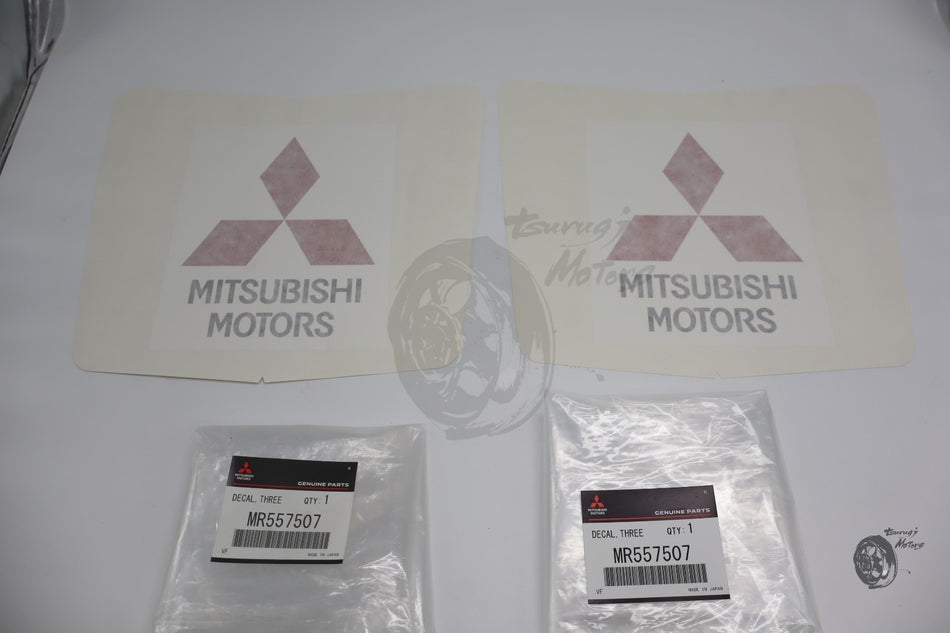 MITSUBISHI
MOTORS
MITSUBISHI
MOTORS
Tsurugi
Motors
MITSUBISHI
MOTORS
GENUINE PARTS
DECAL, THREE QTY: 1
MR557507
VF MADE IN JAPAN
MITSUBISHI
MOTORS
GENUINE PARTS
DECAL, THREE QTY: 1
MR557507
VF MADE IN JAPAN
Tsurugi
Motors